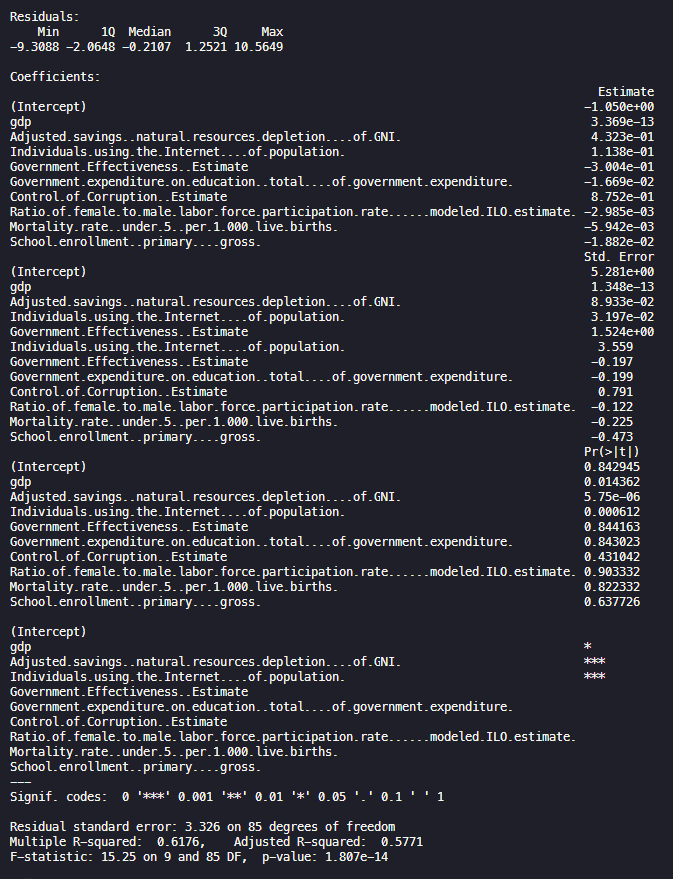 Residuals:
    Min      1Q  Median      3Q     Max
-9.3088 -2.0648 -0.2107  1.2521 10.5649

Coefficients:
                                                                                  Estimate
(Intercept)                                                                     -1.050e+00
gdp                                                                              3.369e-13
Adjusted.savings..natural.resources.depletion....of.GNI.                         4.323e-01
Individuals.using.the.Internet....of.population.                                 1.138e-01
Government.Effectiveness..Estimate                                              -3.004e-01
Government.expenditure.on.education..total....of.government.expenditure.        -1.669e-02
Control.of.Corruption..Estimate                                                  8.752e-01
Ratio.of.female.to.male.labor.force.participation.rate......modeled.ILO.estimate. -2.985e-03
Mortality.rate..under.5..per.1.000.live.births.                                 -5.942e-03
School.enrollment..primary....gross.                                            -1.882e-02
                                                                                Std. Error
(Intercept)                                                                      5.281e+00
gdp                                                                              1.348e-13
Adjusted.savings..natural.resources.depletion....of.GNI.                         8.933e-02
Individuals.using.the.Internet....of.population.                                 3.197e-02
Government.Effectiveness..Estimate                                               1.524e+00
Individuals.using.the.Internet....of.population.                                 3.559
Government.Effectiveness..Estimate                                              -0.197
Government.expenditure.on.education..total....of.government.expenditure.        -0.199
Control.of.Corruption..Estimate                                                  0.791
Ratio.of.female.to.male.labor.force.participation.rate......modeled.ILO.estimate. -0.122
Mortality.rate..under.5..per.1.000.live.births.                                 -0.225
School.enrollment..primary....gross.                                            -0.473
                                                                                Pr(>|t|)
(Intercept)                                                                     0.842945
gdp                                                                             0.014362
Adjusted.savings..natural.resources.depletion....of.GNI.                        5.75e-06
Individuals.using.the.Internet....of.population.                                0.000612
Government.Effectiveness..Estimate                                              0.844163
Government.expenditure.on.education..total....of.government.expenditure.        0.843023
Control.of.Corruption..Estimate                                                 0.431042
Ratio.of.female.to.male.labor.force.participation.rate......modeled.ILO.estimate. 0.903332
Mortality.rate..under.5..per.1.000.live.births.                                 0.822332
School.enrollment..primary....gross.                                            0.637726

(Intercept)
gdp                                                                             *
Adjusted.savings..natural.resources.depletion....of.GNI.                        ***
Individuals.using.the.Internet....of.population.                                ***
Government.Effectiveness..Estimate
Government.expenditure.on.education..total....of.government.expenditure.
Control.of.Corruption..Estimate
Ratio.of.female.to.male.labor.force.participation.rate......modeled.ILO.estimate.
Mortality.rate..under.5..per.1.000.live.births.
School.enrollment..primary....gross.
---
Signif. codes:  0 '***' 0.001 '**' 0.01 '*' 0.05 '.' 0.1 ' ' 1

Residual standard error: 3.326 on 85 degrees of freedom
Multiple R-squared:  0.6176,    Adjusted R-squared:  0.5771
F-statistic: 15.25 on 9 and 85 DF,  p-value: 1.807e-14